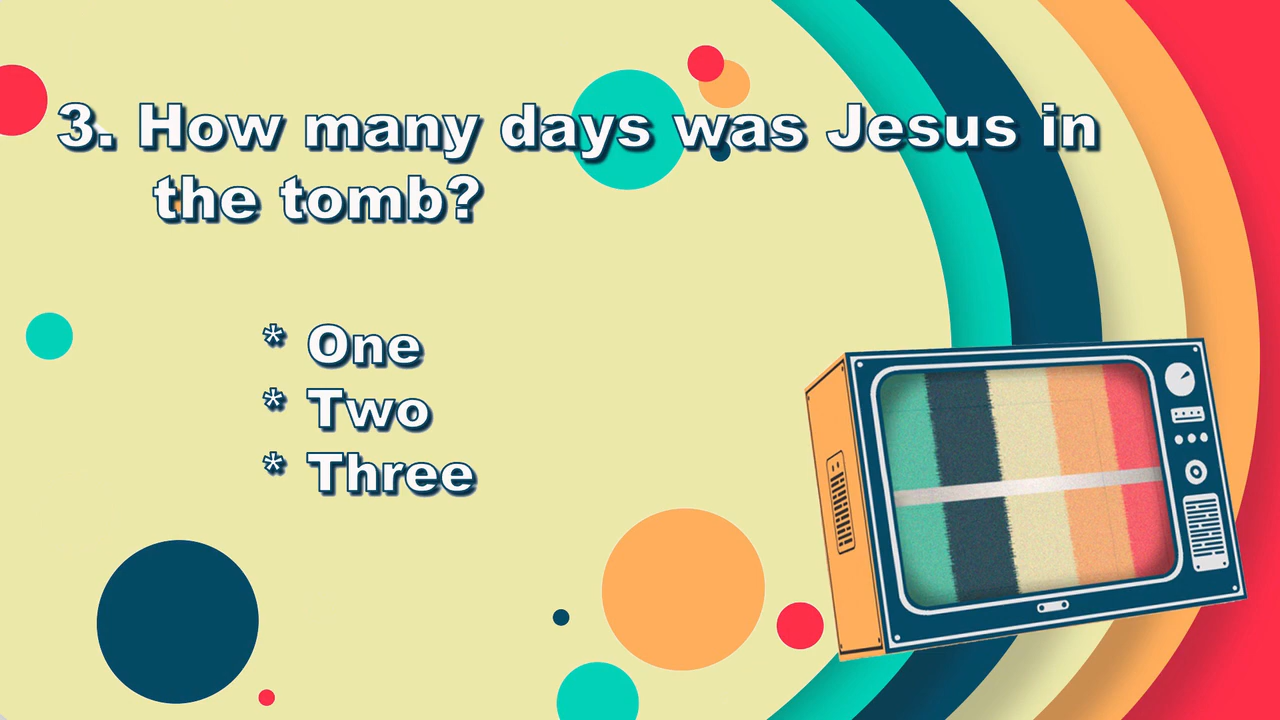 3. How many days was Jesus in
the tomb?
* One
* Two
* Three